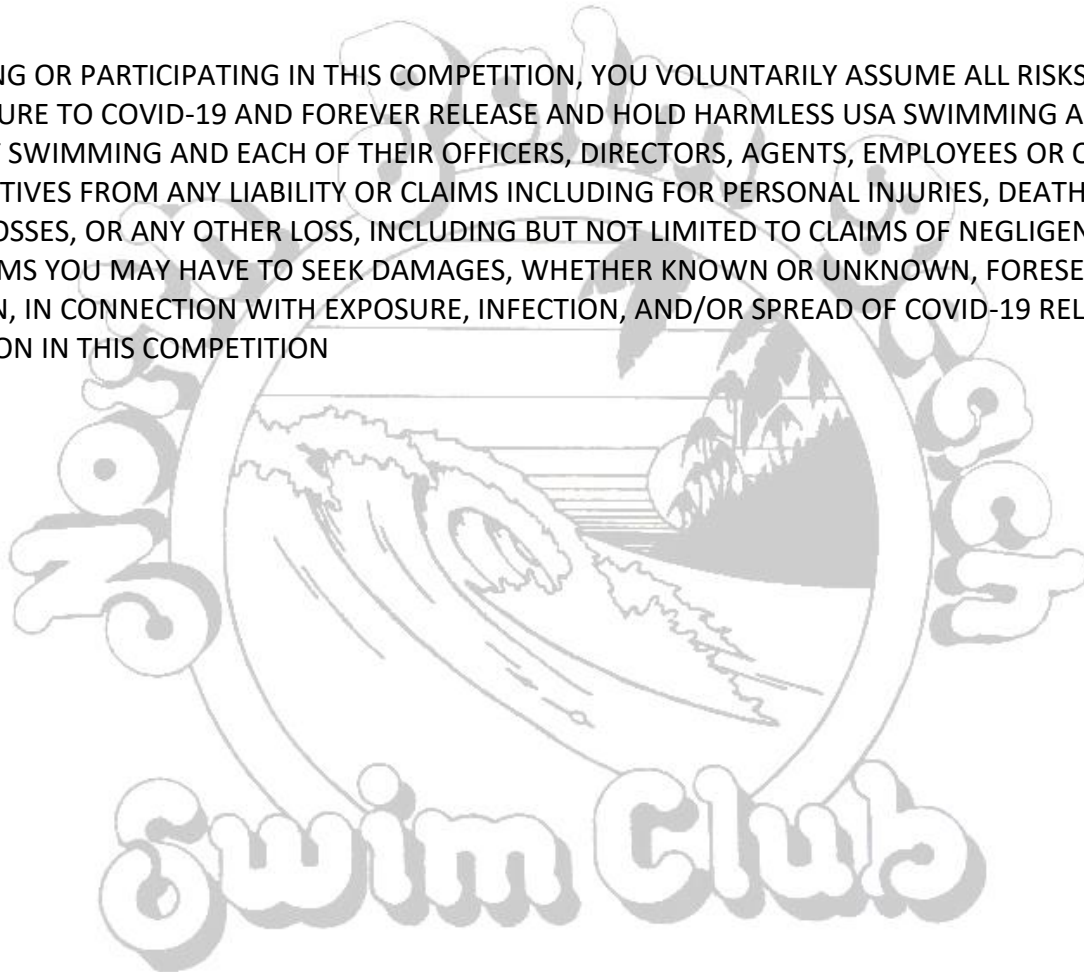 NG OR PARTICIPATING IN THIS COMPETITION, YOU VOLUNTARILY ASSUME ALL RISKS
URE TO COVID-19 AND FOREVER RELEASE AND HOLD HARMLESS USA SWIMMING A
SWIMMING AND EACH OF THEIR OFFICERS, DIRECTORS, AGENTS, EMPLOYEES OR O
TIVES FROM ANY LIABILITY OR CLAIMS INCLUDING FOR PERSONAL INJURIES, DEATH
OSSES, OR ANY OTHER LOSS, INCLUDING BUT NOT LIMITED TO CLAIMS OF NEGLIGEN
MS YOU MAY HAVE TO SEEK DAMAGES, WHETHER KNOWN OR UNKNOWN, FORESE
N, IN CONNECTION WITH EXPOSURE, INFECTION, AND/OR SPREAD OF COVID-19 REL
ON IN THIS COMPETITION
North Palm Beach
Swim Club